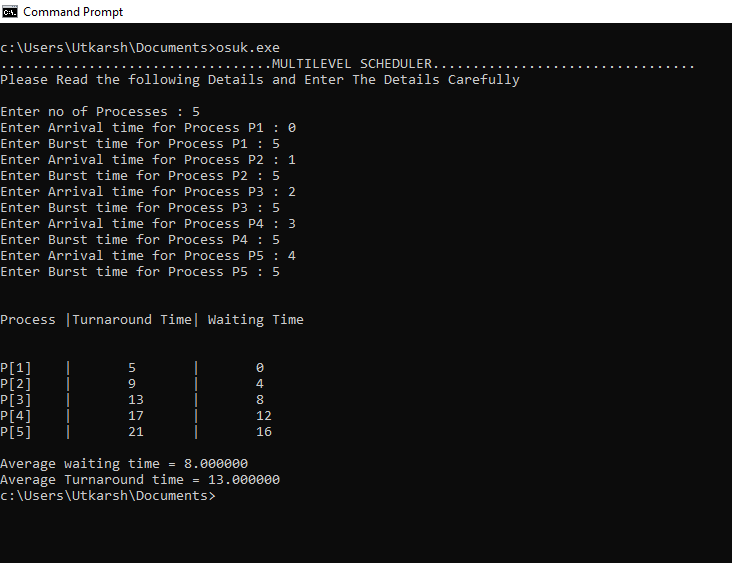 Command Prompt
c:\Users\Utkarsh\Documents>osuk.exe
..................................MULTILEVEL SCHEDULER.................................
Please Read the following Details and Enter The Details Carefully
Enter no of Processes : 5
Enter Arrival time for Process P1 : 0
Enter Burst time for Process P1 : 5
Enter Arrival time for Process P2 : 1
Enter Burst time for Process P2 : 5
Enter Arrival time for Process P3 : 2
Enter Burst time for Process P3 : 5
Enter Arrival time for Process P4 : 3
Enter Burst time for Process P4 : 5
Enter Arrival time for Process P5 : 4
Enter Burst time for Process P5 : 5
Process |Turnaround Time| Waiting Time
P[1]    |       5       |       0
P[2]    |       9       |       4
P[3]    |       13      |       8
P[4]    |       17      |       12
P[5]    |       21      |       16
Average waiting time = 8.000000
Average Turnaround time = 13.000000
c:\Users\Utkarsh\Documents>